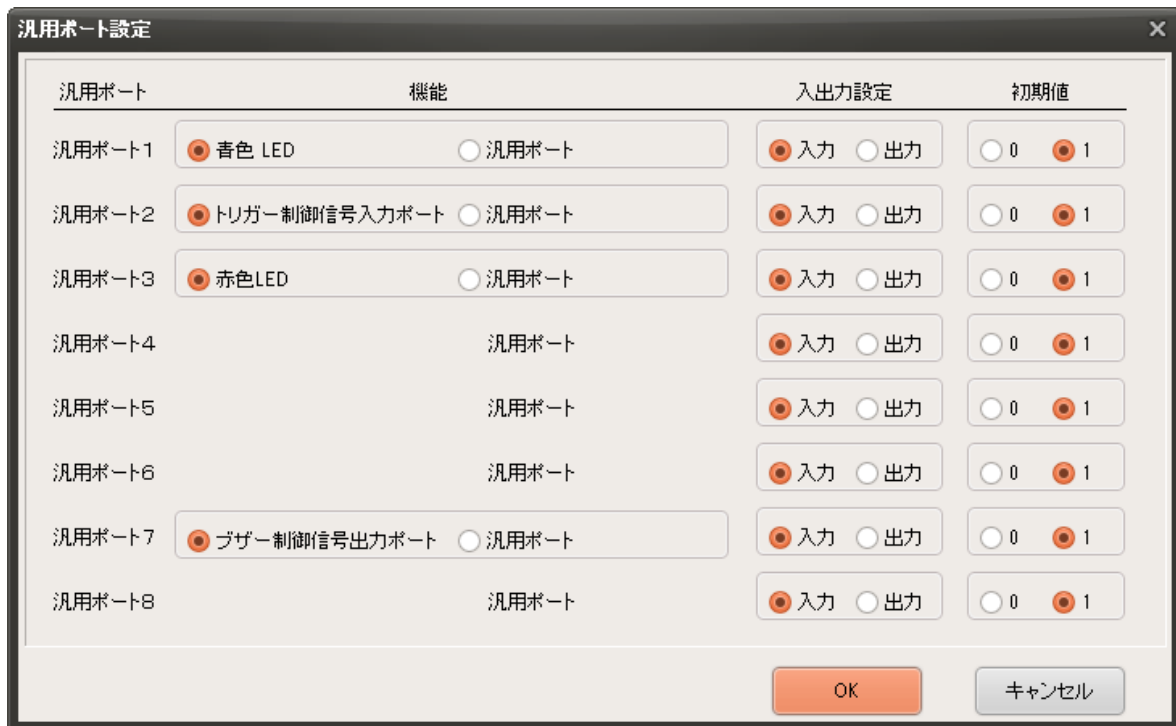 汎用ポート設定
汎用ポート 機能 入出力設定 初期値
汎用ポート1 青色 LED 汎用ポート 入力 出力 0 1
汎用ポート2 トリガー制御信号入力ポート 汎用ポート 入力 出力 0 1
汎用ポート3 赤色LED 汎用ポート 入力 出力 0 1
汎用ポート4 汎用ポート 入力 出力 0 1
汎用ポート5 汎用ポート 入力 出力 0 1
汎用ポート6 汎用ポート 入力 出力 0 1
汎用ポート7 ブザー制御信号出力ポート 汎用ポート 入力 出力 0 1
汎用ポート8 汎用ポート 入力 出力 0 1
OK キャンセル